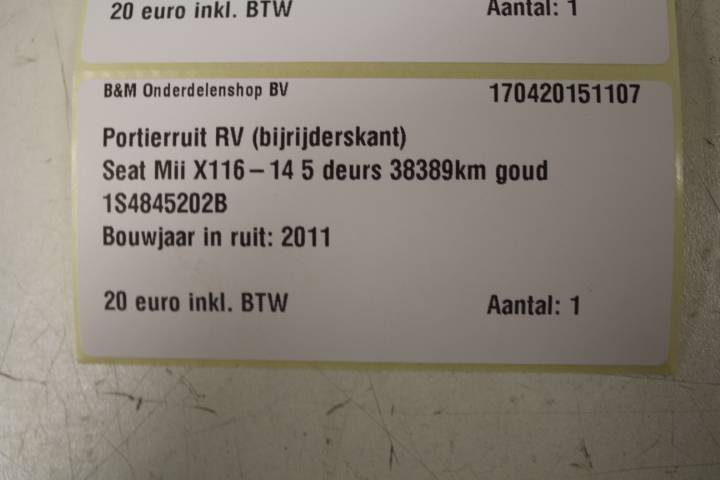 20 euro inkl. BTW Aantal: 1
B&M Onderdelenshop BV 170420151107
Portierruit RV (bijrijderskant)
Seat Mii X116 – 14 5 deurs 38389km goud
1S4845202B
Bouwjaar in ruit: 2011
20 euro inkl. BTW Aantal: 1